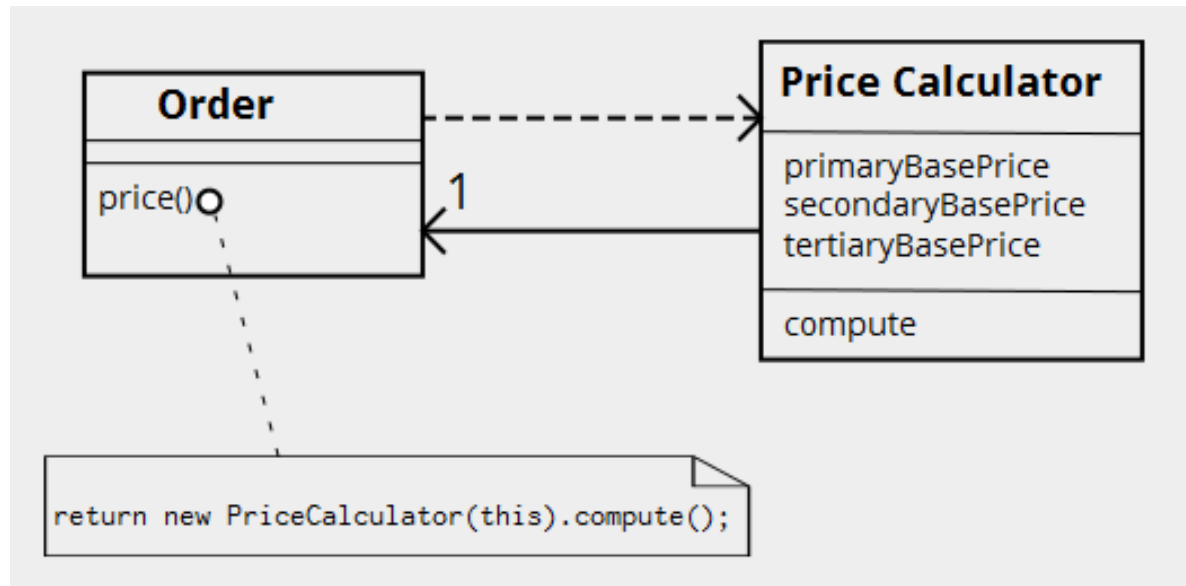 Order
price()
1
Price Calculator
primaryBasePrice
secondaryBasePrice
tertiaryBasePrice
compute
return new PriceCalculator(this).compute();